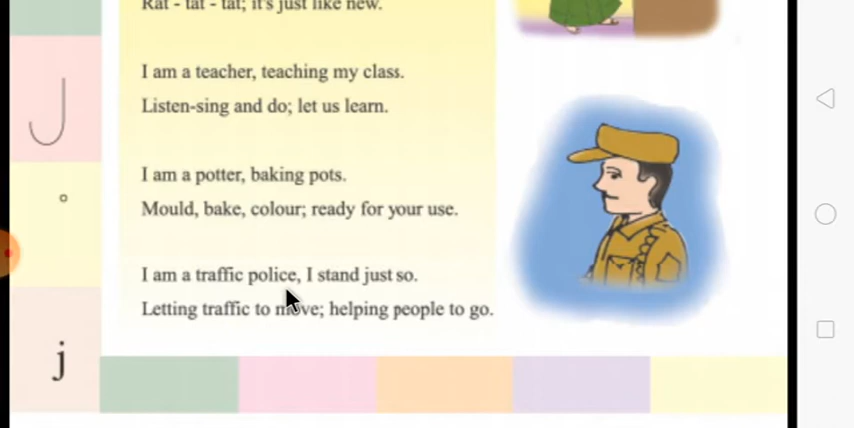 Rat - tat - tat; it's just like new.
I am a teacher, teaching my class.
Listen-sing and do; let us learn.
I am a potter, baking pots.
Mould, bake, colour; ready for your use.
I am a traffic police, I stand just so.
Letting traffic to move; helping people to go.
J
j